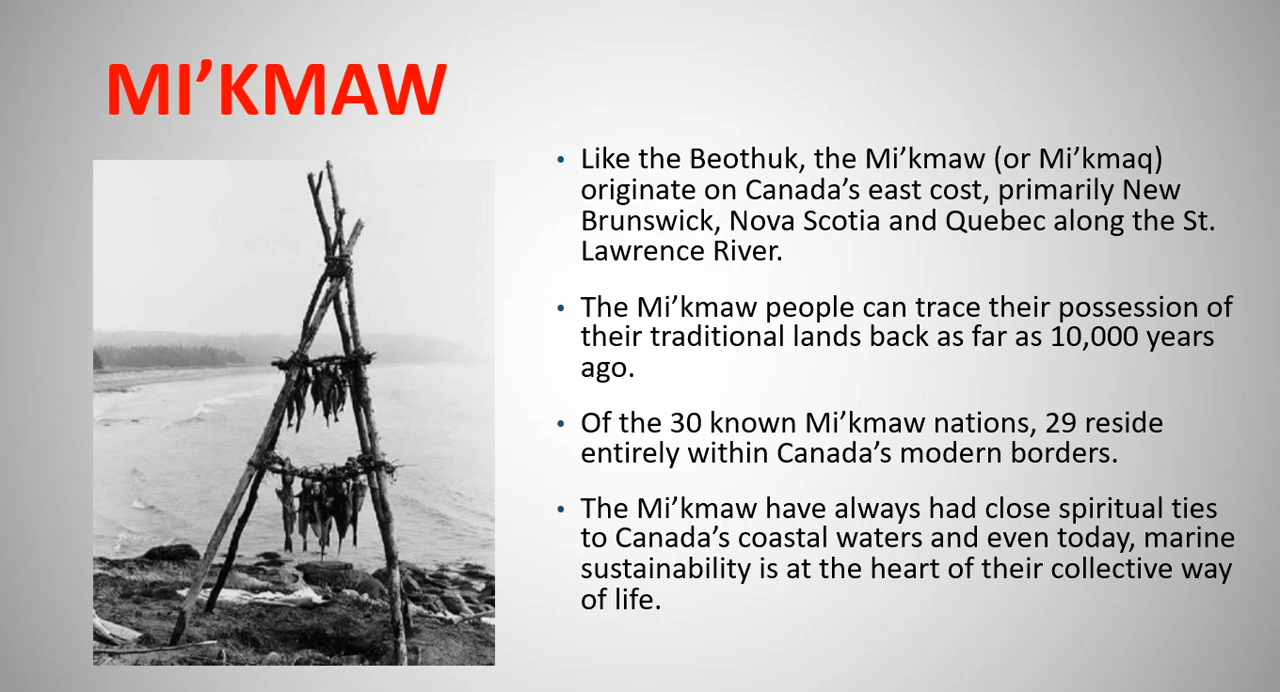 MI’KMAW
• Like the Beothuk, the Mi’kmaw (or Mi’kmaq)
originate on Canada’s east cost, primarily New
Brunswick, Nova Scotia and Quebec along the St.
Lawrence River.
• The Mi’kmaw people can trace their possession of
their traditional lands back as far as 10,000 years
ago.
• Of the 30 known Mi’kmaw nations, 29 reside
entirely within Canada’s modern borders.
• The Mi’kmaw have always had close spiritual ties
to Canada’s coastal waters and even today, marine
sustainability is at the heart of their collective way
of life.